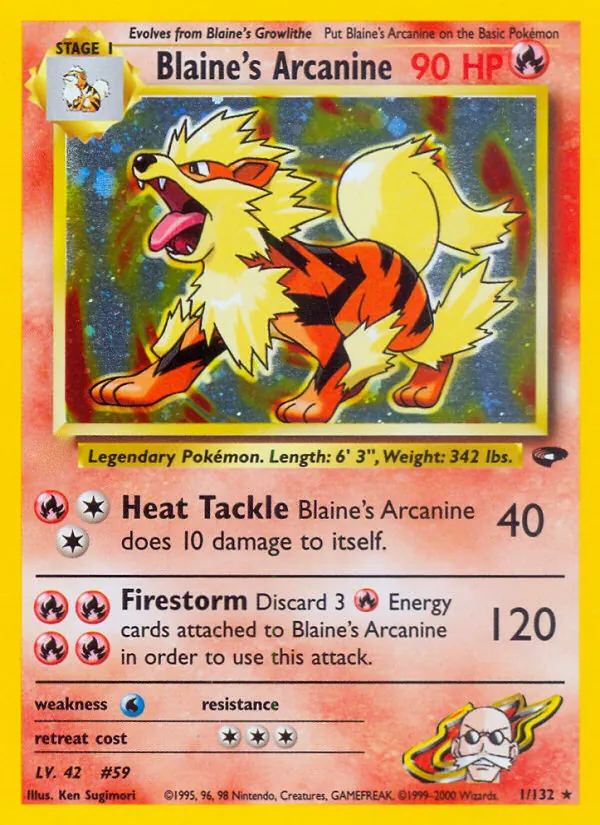 Evolves from Blaine's Growlithe Put Blaine's Arcanine on the Basic Pokémon
STAGE 1
Blaine's Arcanine 90 HP
Legendary Pokémon. Length: 6' 3", Weight: 342 lbs.
Heat Tackle Blaine's Arcanine
does 10 damage to itself.
40
Firestorm Discard 3 Energy
cards attached to Blaine's Arcanine
in order to use this attack.
120
weakness resistance
retreat cost
LV. 42 #59
Illus. Ken Sugimori ©1995, 96, 98 Nintendo, Creatures, GAMEFREAK. ©1999-2000 Wizards. 1/132 ★